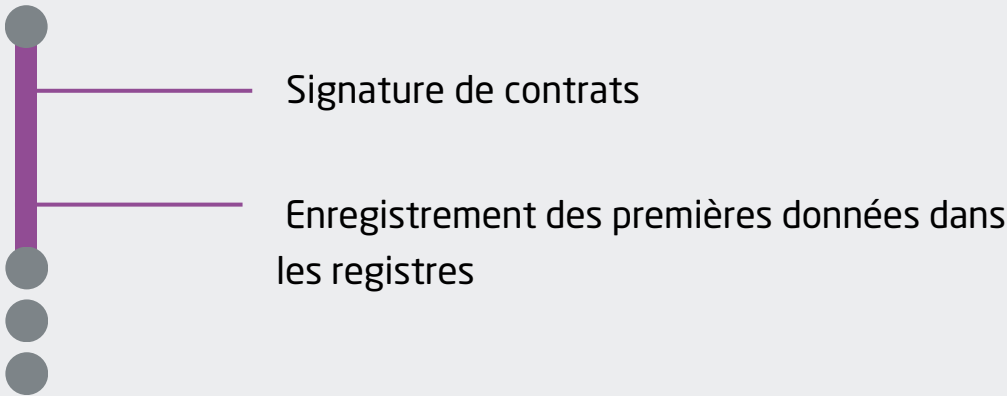 Signature de contrats
Enregistrement des premières données dans
les registres